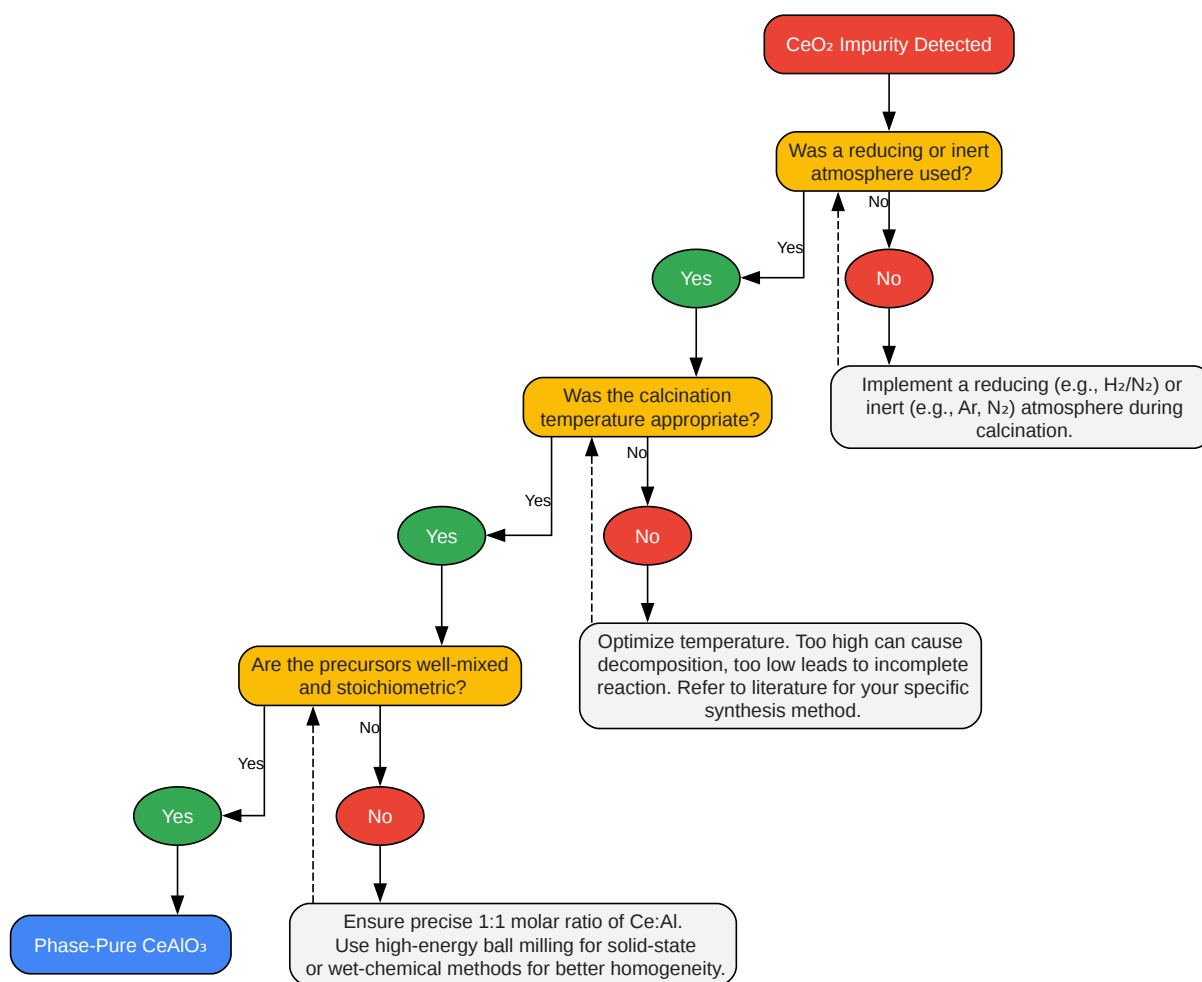 CeO₂ Impurity Detected
Was a reducing or inert
atmosphere used?
No
Yes
Yes
No
Implement a reducing (e.g., H₂/N₂) or
inert (e.g., Ar, N₂) atmosphere during
calcination.
Was the calcination
temperature appropriate?
No
Yes
Yes
No
Optimize temperature. Too high can cause
decomposition, too low leads to incomplete
reaction. Refer to literature for your specific
synthesis method.
Are the precursors well-mixed
and stoichiometric?
No
Yes
Yes
No
Ensure precise 1:1 molar ratio of Ce:Al.
Use high-energy ball milling for solid-state
or wet-chemical methods for better homogeneity.
Phase-Pure CeAlO₃